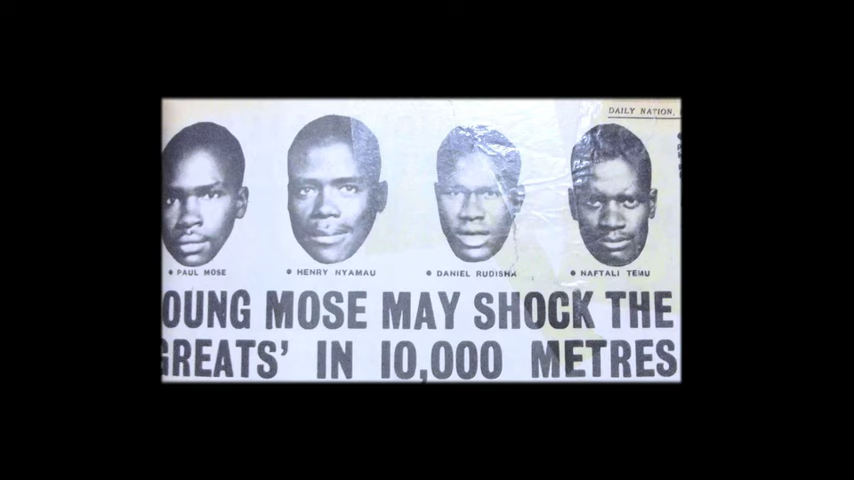 DAILY NATION,
• PAUL MOSE
• HENRY NYAMAU
• DANIEL RUDISHA
• NAFTALI TEMU
OUNG MOSE MAY SHOCK THE
GREATS' IN 10,000 METRES